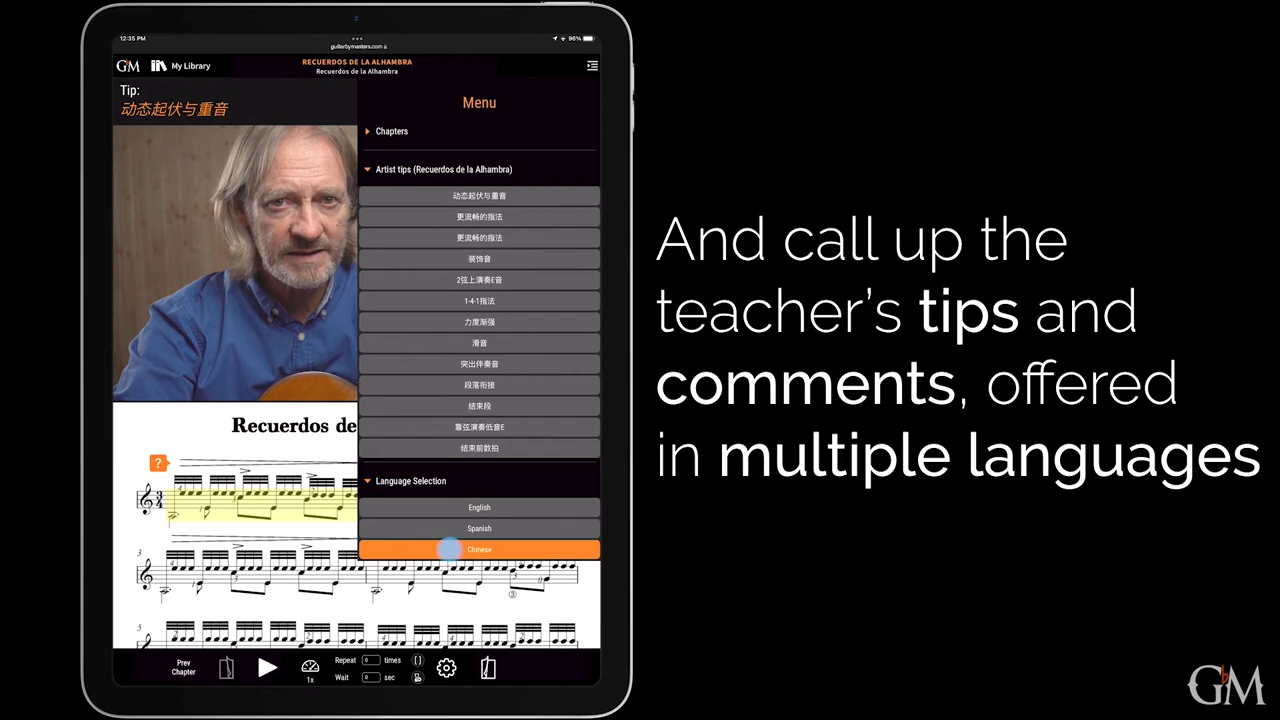 12:35 PM
96%
guitarbymasters.com
GbM
My Library
RECUERDOS DE LA ALHAMBRA
Recuerdos de la Alhambra
Tip:
动态起伏与重音
Menu
Chapters
Artist tips (Recuerdos de la Alhambra)
动态起伏与重音
更流畅的指法
更流畅的指法
装饰音
2弦上演奏E音
1-4-1指法
力度渐强
滑音
突出伴奏音
段落衔接
结束段
靠弦演奏低音E
结束前数拍
Language Selection
English
Spanish
Chinese
Recuerdos de
?
3
5
Prev
Chapter
1x
Repeat 0 times [ ]
Wait 0 sec
And call up the
teacher's tips and
comments, offered
in multiple languages
GbM